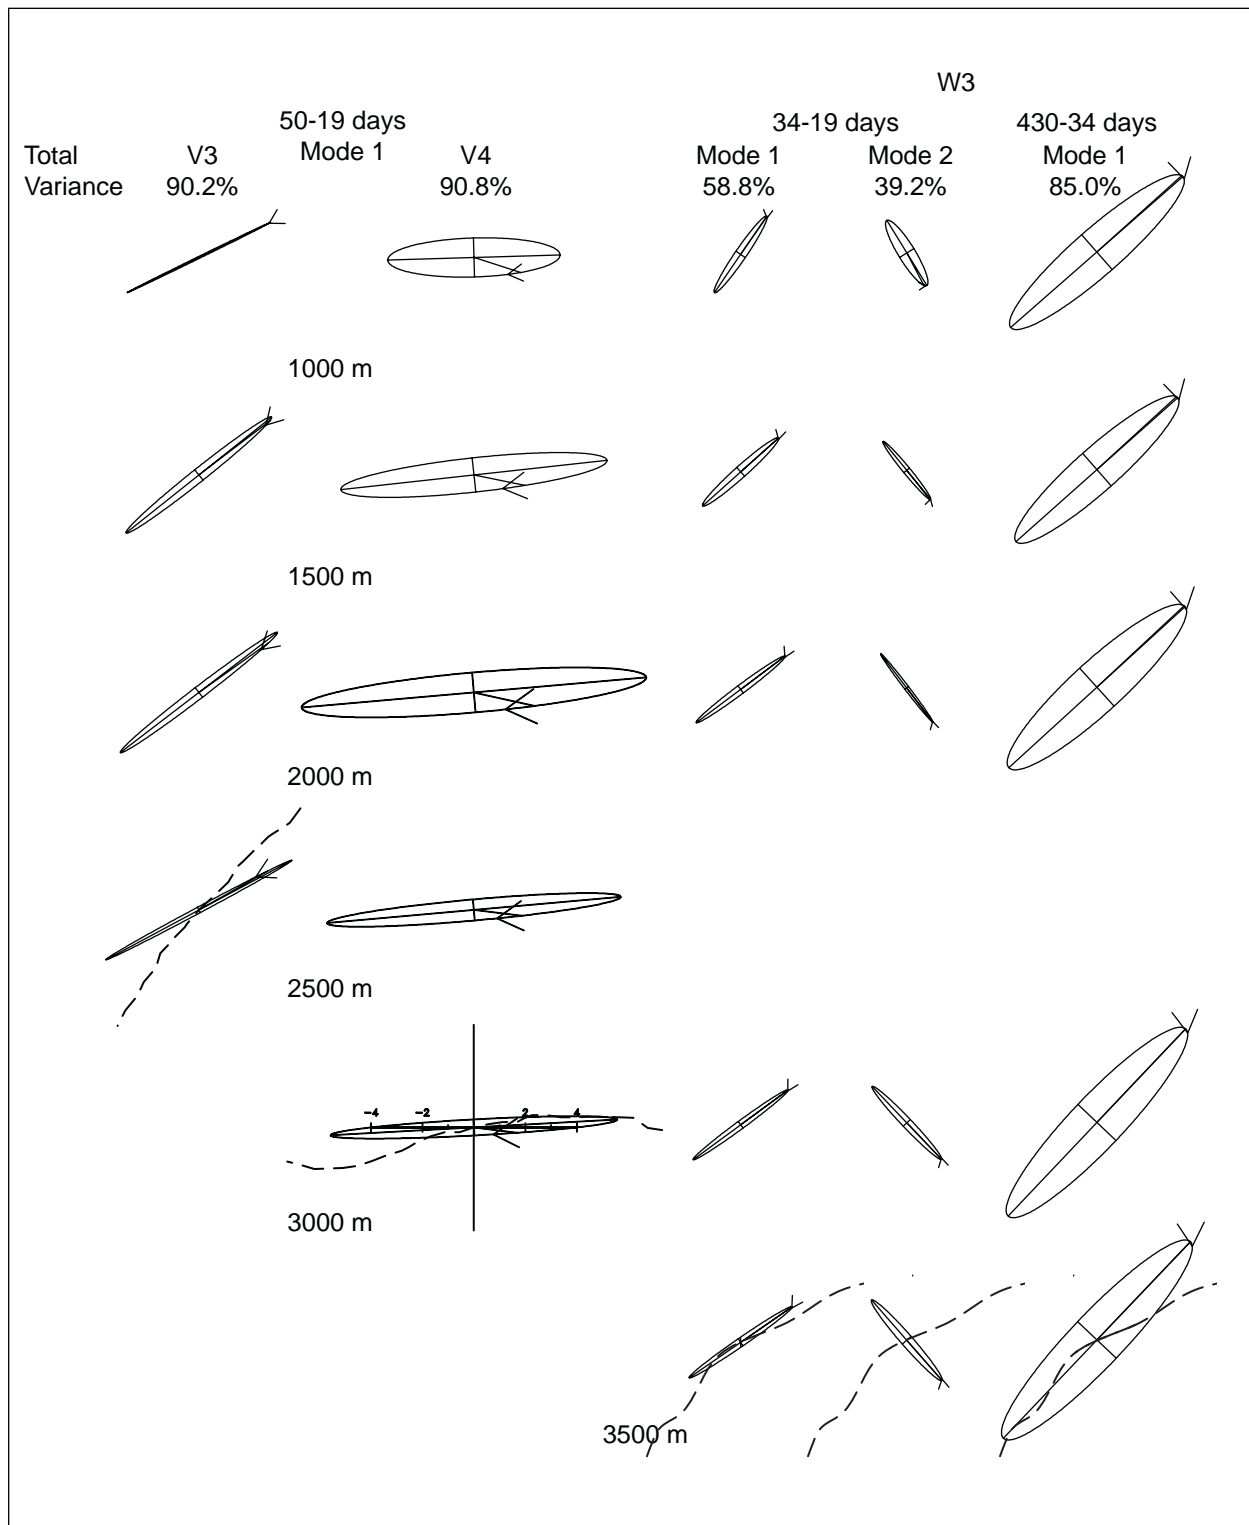 W3
50-19 days 34-19 days 430-34 days
Total V3 Mode 1 V4 Mode 1 Mode 2 Mode 1
Variance 90.2% 90.8% 58.8% 39.2% 85.0%
1000 m
1500 m
2000 m
2500 m
-4 -2 2 4
3000 m
3500 m